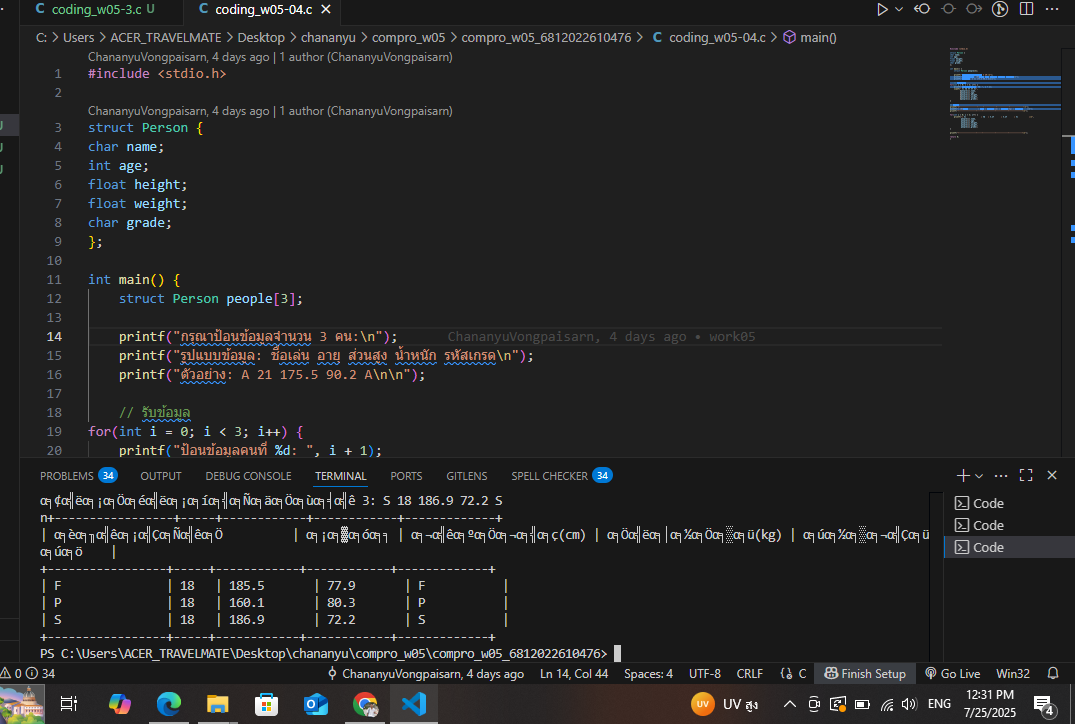 coding_w05-3.c U
coding_w05-04.c
C: > Users > ACER_TRAVELMATE > Desktop > chananyu > compro_w05 > compro_w05_6812022610476 > C coding_w05-04.c > main()
ChananyuVongpaisarn, 4 days ago | 1 author (ChananyuVongpaisarn)
1 #include <stdio.h>
2
ChananyuVongpaisarn, 4 days ago | 1 author (ChananyuVongpaisarn)
3 struct Person {
4 char name;
5 int age;
6 float height;
7 float weight;
8 char grade;
9 };
10
11 int main() {
12 struct Person people[3];
13
14 printf("กรุณาป้อนข้อมูลจำนวน 3 คน:\n"); ChananyuVongpaisarn, 4 days ago • work05
15 printf("รูปแบบข้อมูล: ชื่อเล่น อายุ ส่วนสูง น้ำหนัก รหัสเกรด\n");
16 printf("ตัวอย่าง: A 21 175.5 90.2 A\n\n");
17
18 // รับข้อมูล
19 for(int i = 0; i < 3; i++) {
20 printf("ป้อนข้อมูลคนที่ %d: ", i + 1);
PROBLEMS 34 OUTPUT DEBUG CONSOLE TERMINAL PORTS GITLENS SPELL CHECKER 34
3: S 18 186.9 72.2 S
n+-----------------+-----+------------+------------+-------------+
(cm) | (kg) |
+-----------------+-----+------------+------------+-------------+
| F | 18 | 185.5 | 77.9 | F |
| P | 18 | 160.1 | 80.3 | P |
| S | 18 | 186.9 | 72.2 | S |
+-----------------+-----+------------+------------+-------------+
PS C:\Users\ACER_TRAVELMATE\Desktop\chananyu\compro_w05\compro_w05_6812022610476>
Code
Code
Code
0 34 ChananyuVongpaisarn, 4 days ago Ln 14, Col 44 Spaces: 4 UTF-8 CRLF {} C Finish Setup Go Live Win32
UV UV สูง ENG 12:31 PM
7/25/2025 4